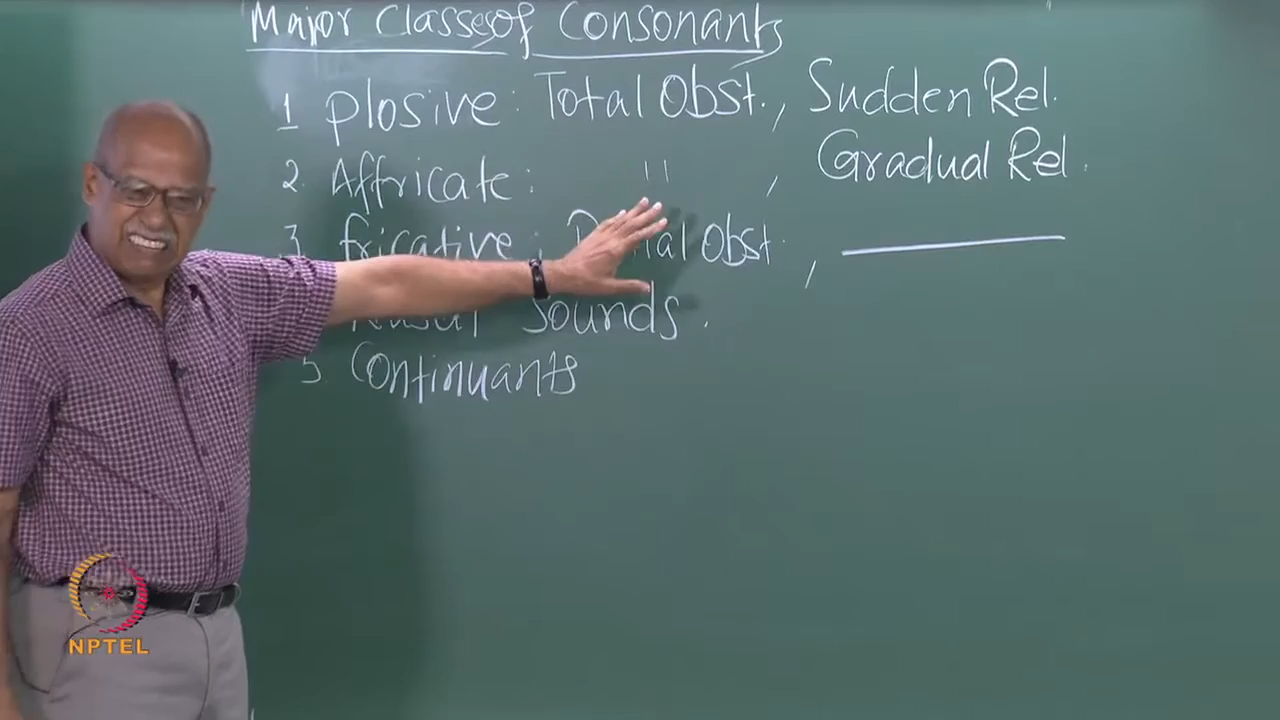 Major Classes of Consonants
1 Plosive: Total Obst., Sudden Rel.
2. Affricate: " , Gradual Rel.
3 fricative: Obst. , ———
Sounds.
5 Continuants
NPTEL